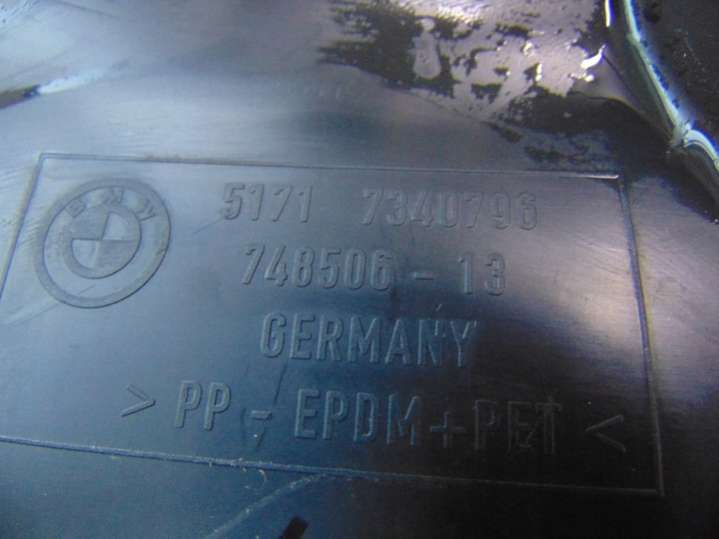 BMW
5171 7340796
748506 - 13
GERMANY
> PP - EPDM + PET <